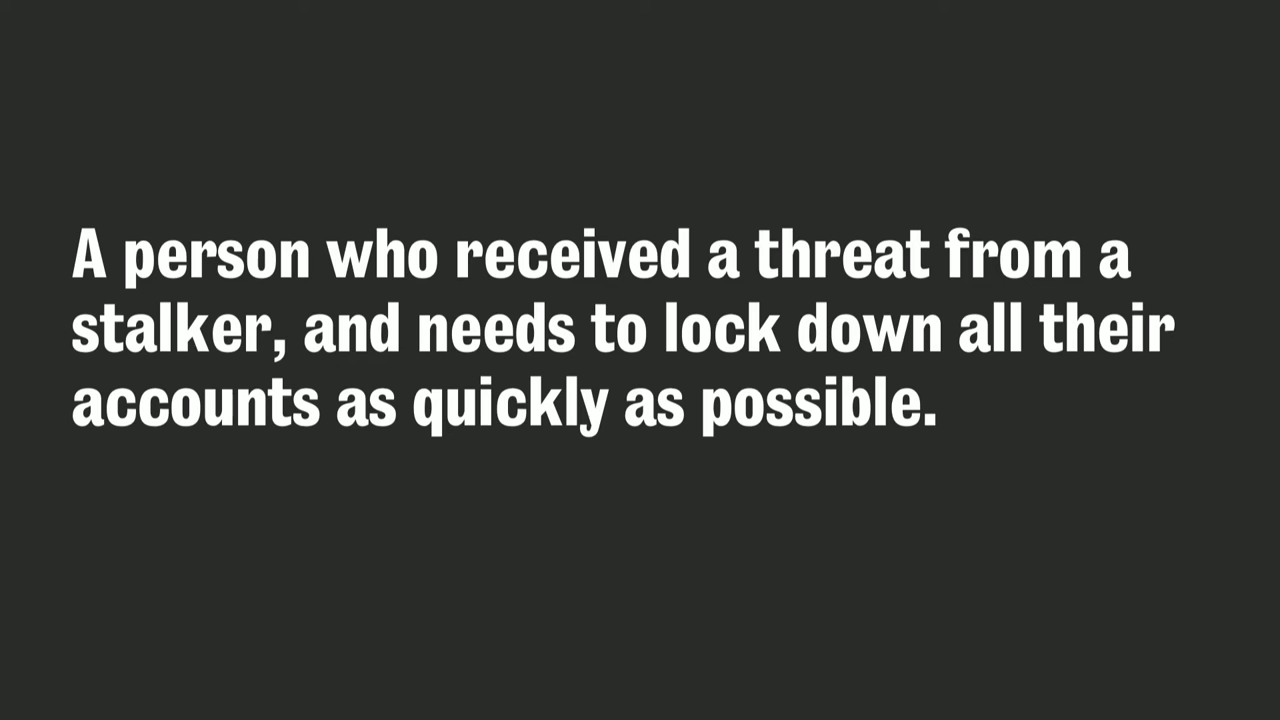 A person who received a threat from a
stalker, and needs to lock down all their
accounts as quickly as possible.